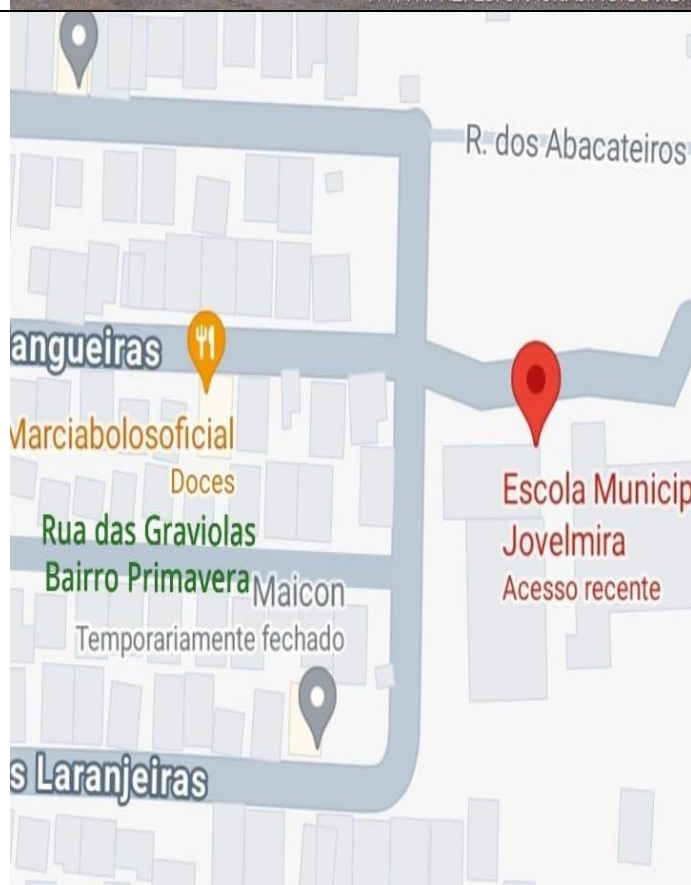 R. dos Abacateiros
angueiras
Marciabolosoficial
Doces
Escola Municip
Jovelmira
Acesso recente
Rua das Graviolas
Bairro Primavera
Maicon
Temporariamente fechado
s Laranjeiras